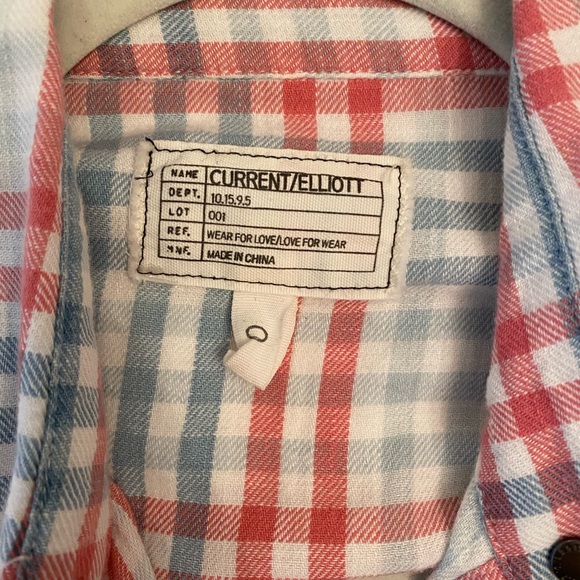 NAME CURRENT/ELLIOTT
DEPT. 10.15.9.5
LOT 001
REF. WEAR FOR LOVE/LOVE FOR WEAR
MNF. MADE IN CHINA
0